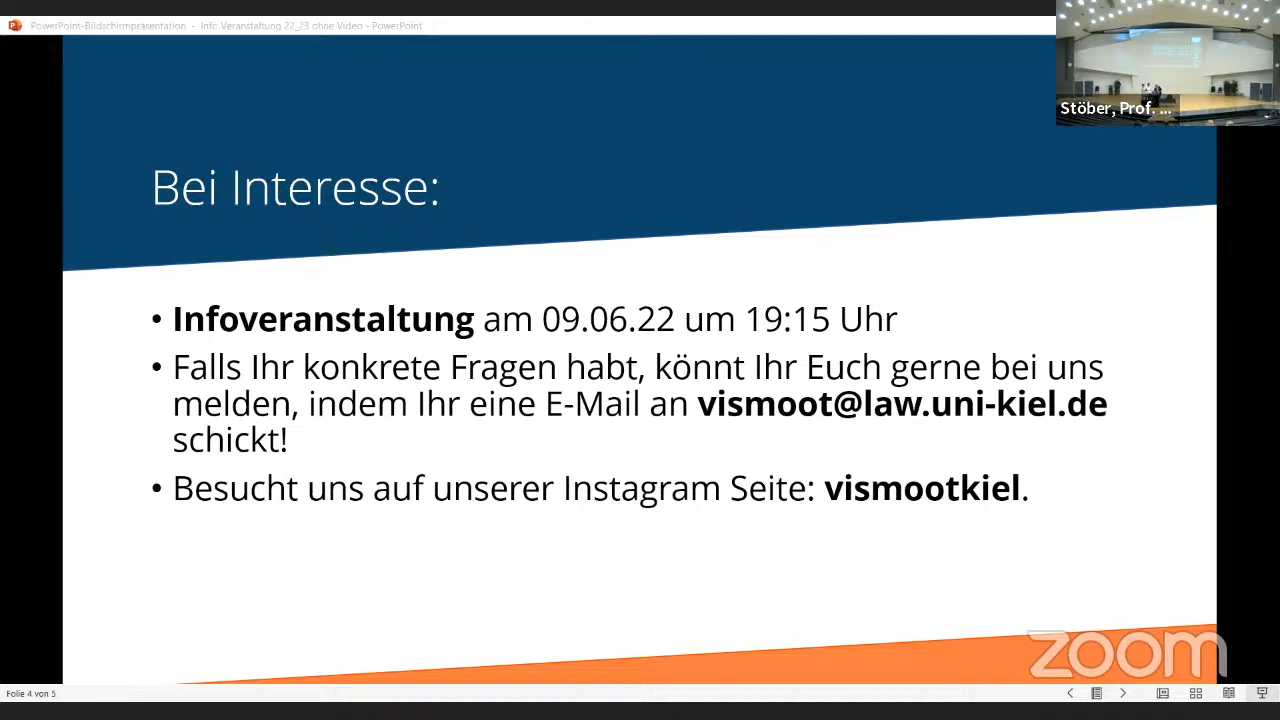 PowerPoint-Bildschirmpräsentation - Info Veranstaltung 22_23 ohne Video - PowerPoint
Stöber, Prof. ...
Bei Interesse:
• Infoveranstaltung am 09.06.22 um 19:15 Uhr
• Falls Ihr konkrete Fragen habt, könnt Ihr Euch gerne bei uns
melden, indem Ihr eine E-Mail an vismoot@law.uni-kiel.de
schickt!
• Besucht uns auf unserer Instagram Seite: vismootkiel.
zoom
Folie 4 von 5